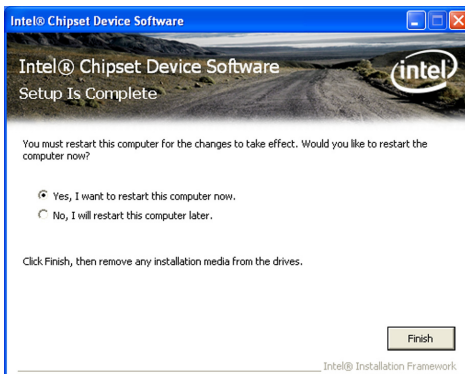 Intel® Chipset Device Software
Intel® Chipset Device Software
Setup Is Complete
intel
You must restart this computer for the changes to take effect. Would you like to restart the
computer now?
Yes, I want to restart this computer now.
No, I will restart this computer later.
Click Finish, then remove any installation media from the drives.
Finish
Intel® Installation Framework